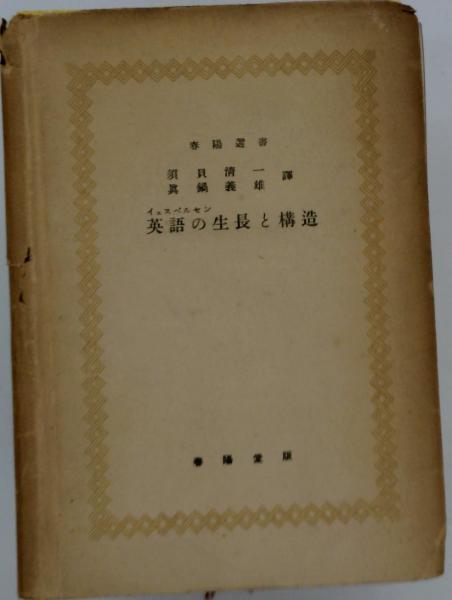 春陽選書
須貝清一
眞鍋義雄 譯
イェスペルセン
英語の生長と構造
春陽堂版